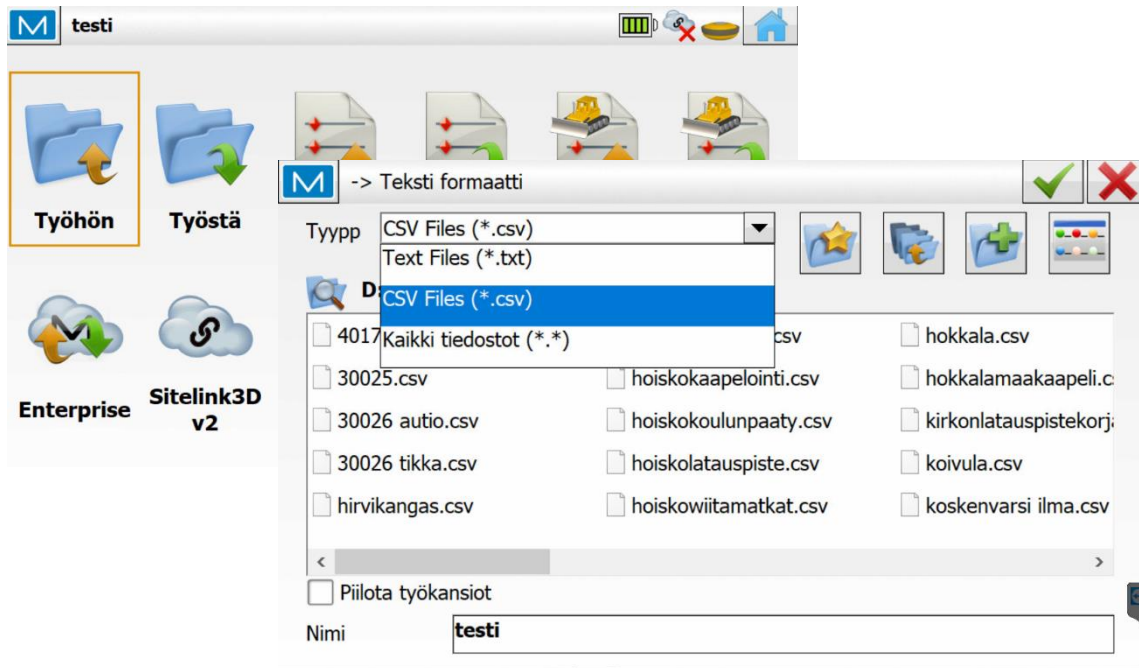 testi
Työhön
Työstä
Enterprise
Sitelink3D
v2
-> Teksti formaatti
Tyypp
CSV Files (*.csv)
Text Files (*.txt)
CSV Files (*.csv)
Kaikki tiedostot (*.*)
4017
csv
hokkala.csv
30025.csv
hoiskokaapelointi.csv
hokkalamaakaapeli.c
30026 autio.csv
hoiskokoulunpaaty.csv
kirkonlatauspistekorj
30026 tikka.csv
hoiskolatauspiste.csv
koivula.csv
hirvikangas.csv
hoiskowiitamatkat.csv
koskenvarsi ilma.csv
Piilota työkansiot
Nimi
testi